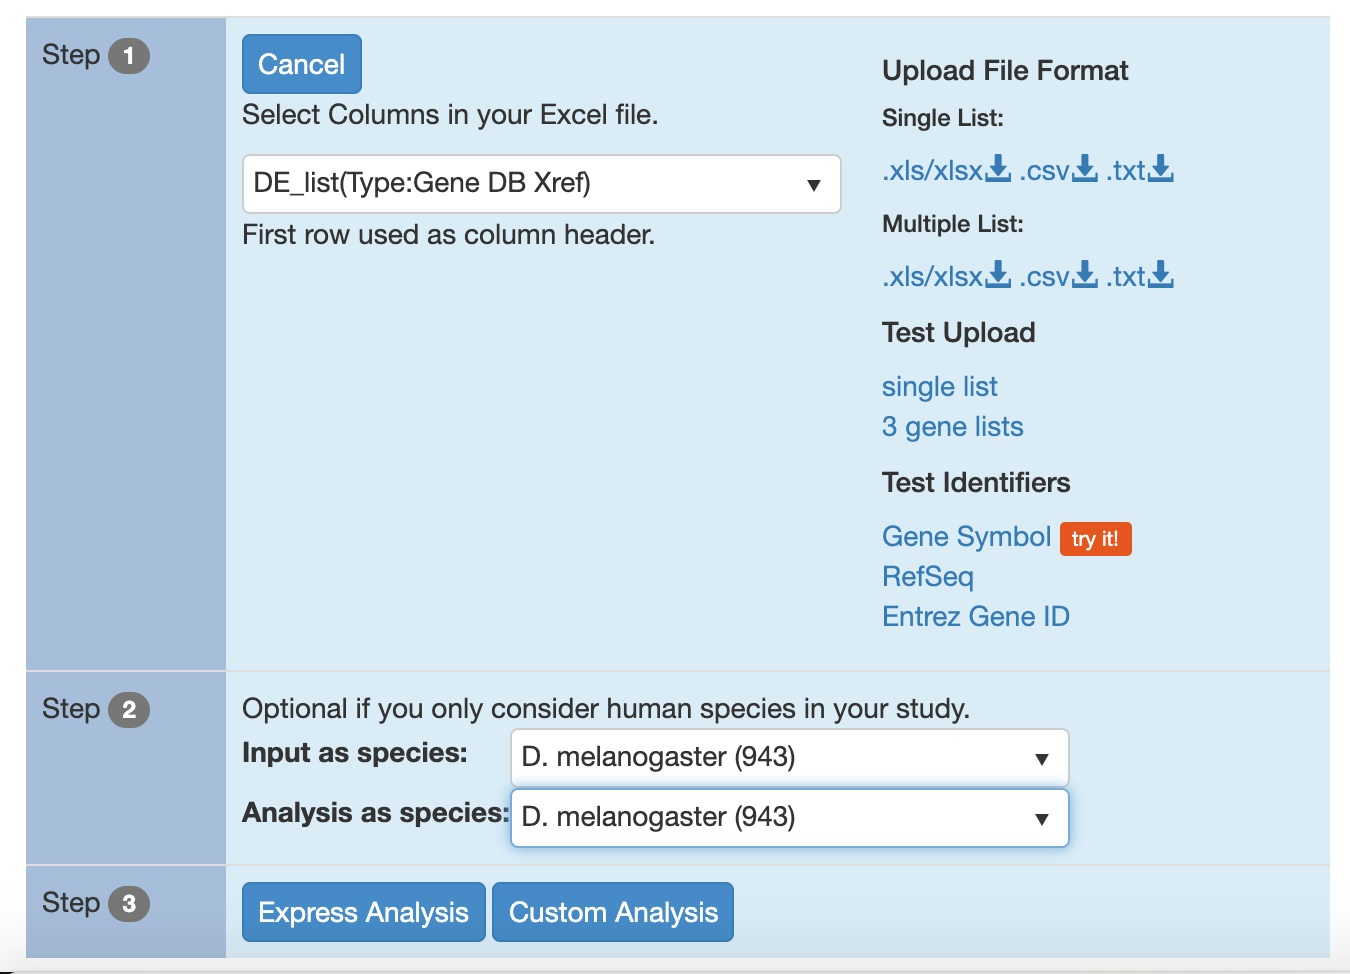 Step 1
Cancel
Select Columns in your Excel file.
DE_list(Type:Gene DB Xref)
First row used as column header.
Upload File Format
Single List:
.xls/xlsx .csv .txt
Multiple List:
.xls/xlsx .csv .txt
Test Upload
single list
3 gene lists
Test Identifiers
Gene Symbol try it!
RefSeq
Entrez Gene ID
Step 2
Optional if you only consider human species in your study.
Input as species: D. melanogaster (943)
Analysis as species: D. melanogaster (943)
Step 3
Express Analysis Custom Analysis